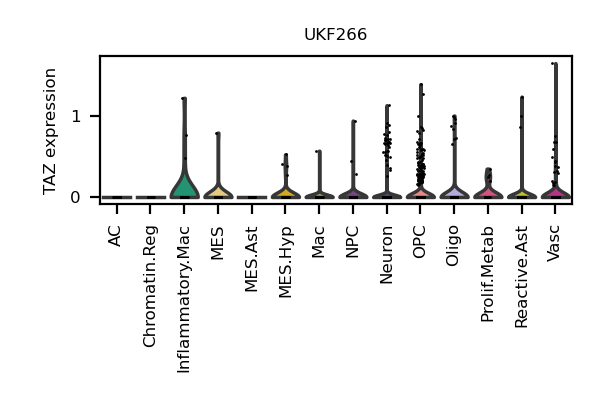 UKF266
TAZ expression
1
0
AC
Chromatin.Reg
Inflammatory.Mac
MES
MES.Ast
MES.Hyp
Mac
NPC
Neuron
OPC
Oligo
Prolif.Metab
Reactive.Ast
Vasc